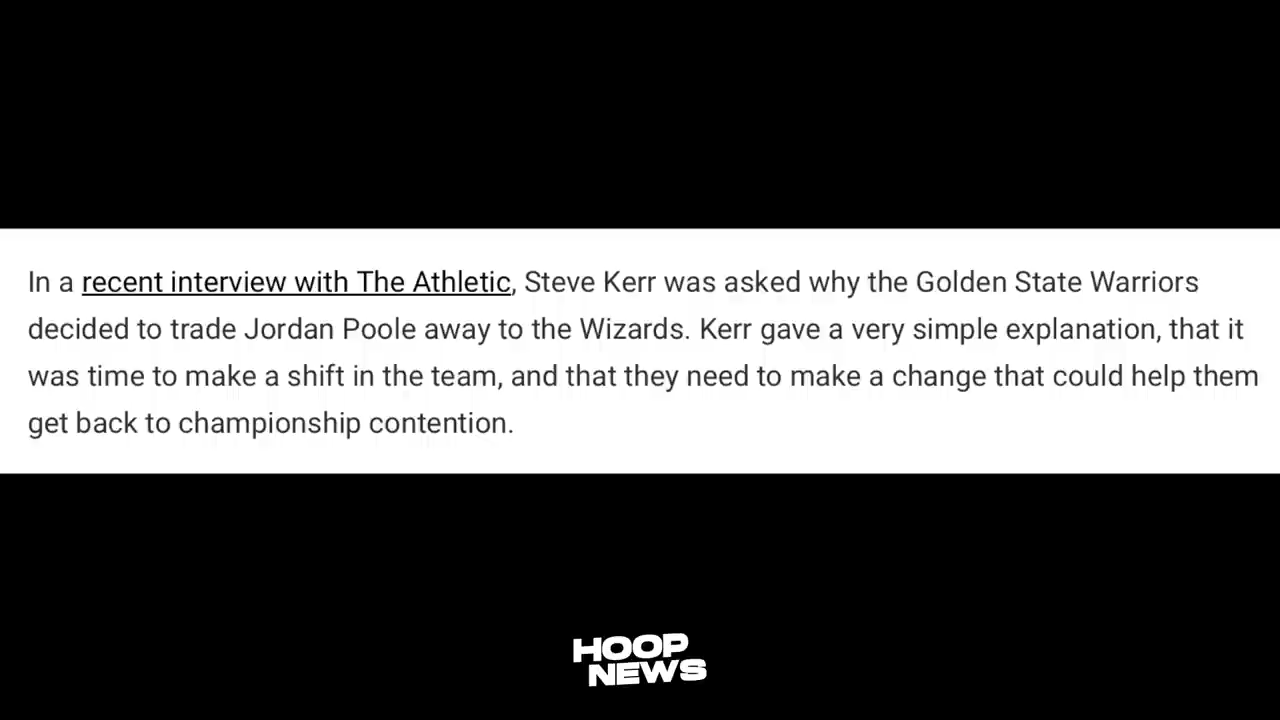 In a recent interview with The Athletic, Steve Kerr was asked why the Golden State Warriors
decided to trade Jordan Poole away to the Wizards. Kerr gave a very simple explanation, that it
was time to make a shift in the team, and that they need to make a change that could help them
get back to championship contention.
HOOP
NEWS